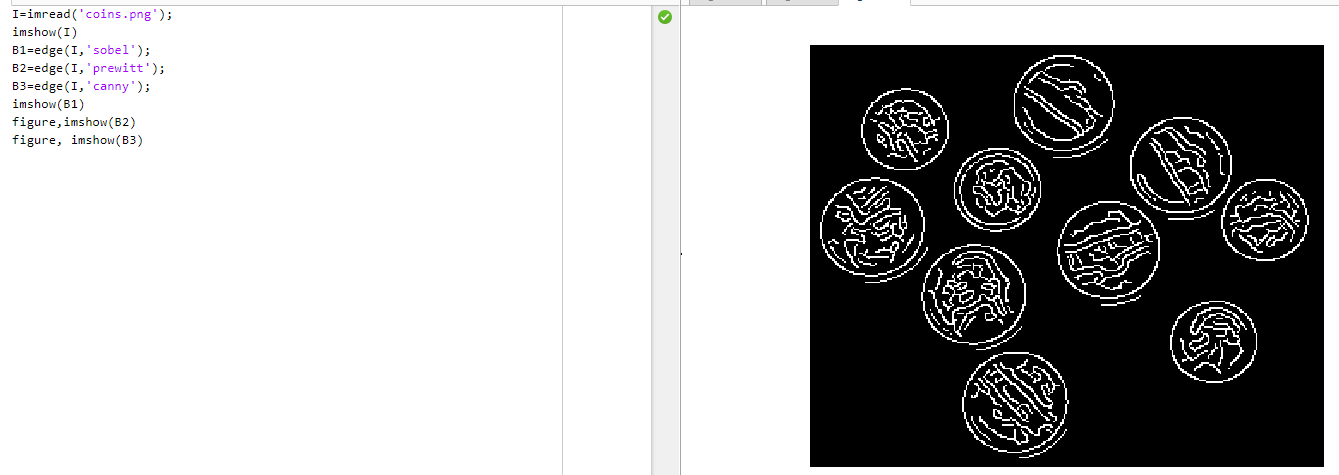 I=imread('coins.png');
imshow(I)
B1=edge(I,'sobel');
B2=edge(I,'prewitt');
B3=edge(I,'canny');
imshow(B1)
figure,imshow(B2)
figure, imshow(B3)